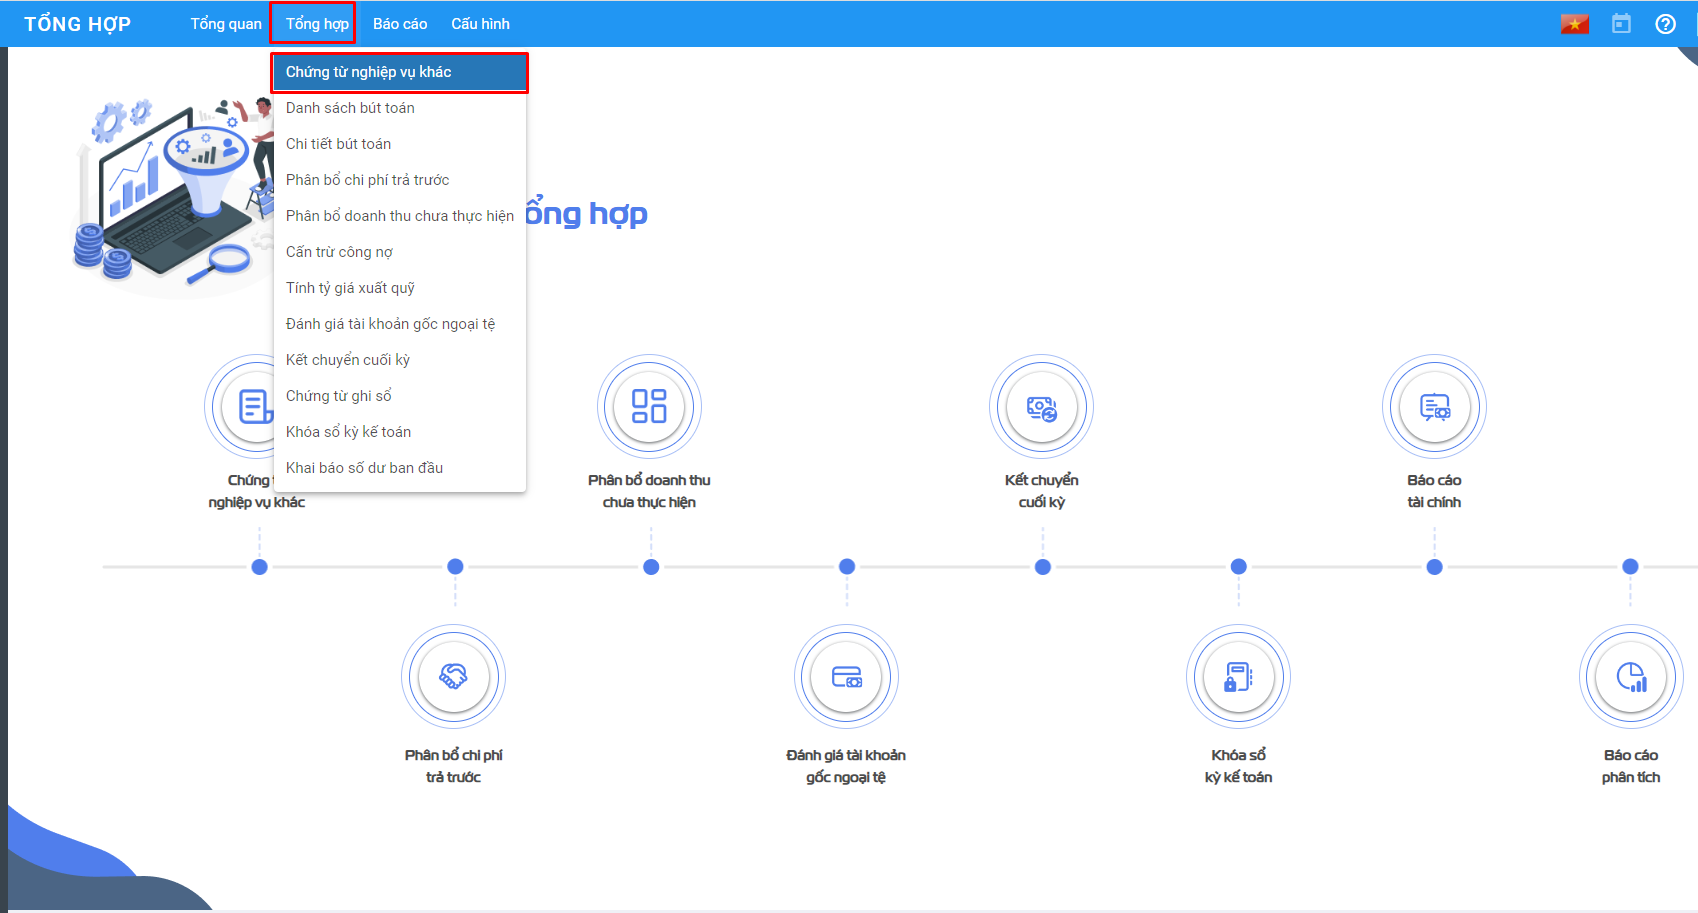 TỔNG HỢP
Tổng quan
Tổng hợp
Báo cáo
Cấu hình
Chứng từ nghiệp vụ khác
Danh sách bút toán
Chi tiết bút toán
Phân bổ chi phí trả trước
Phân bổ doanh thu chưa thực hiện
Cấn trừ công nợ
Tính tỷ giá xuất quỹ
Đánh giá tài khoản gốc ngoại tệ
Kết chuyển cuối kỳ
Chứng từ ghi sổ
Khóa sổ kỳ kế toán
Khai báo số dư ban đầu
ổng hợp
Chứng
nghiệp vụ khác
Phân bổ doanh thu
chưa thực hiện
Kết chuyển
cuối kỳ
Báo cáo
tài chính
Phân bổ chi phí
trả trước
Đánh giá tài khoản
gốc ngoại tệ
Khóa sổ
kỳ kế toán
Báo cáo
phân tích